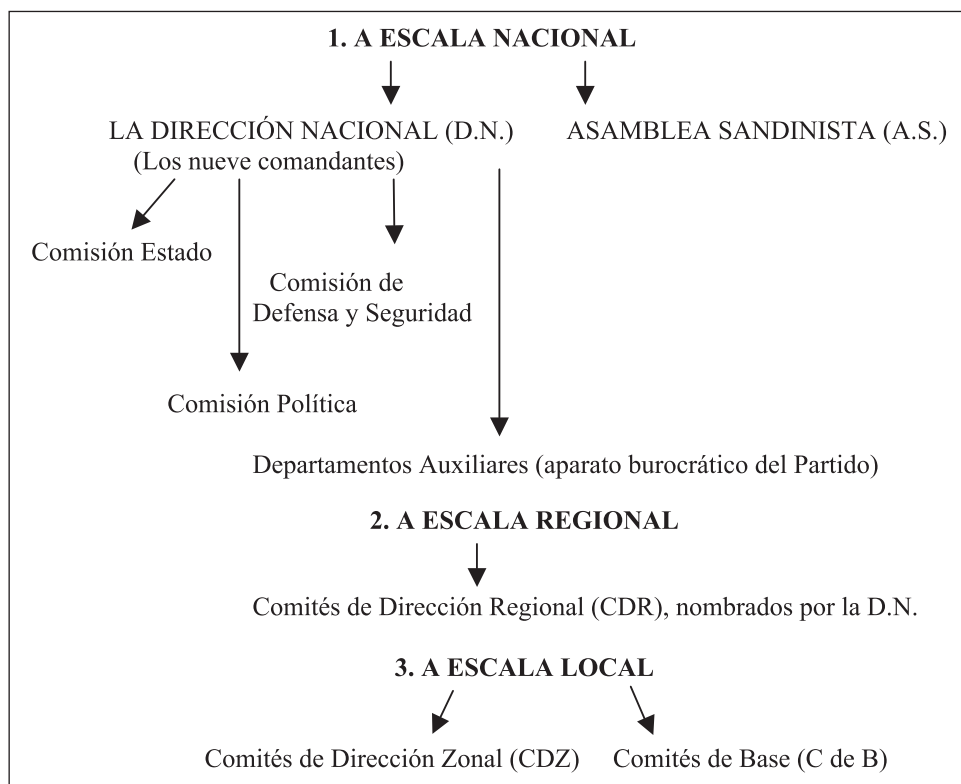 1. A ESCALA NACIONAL
LA DIRECCIÓN NACIONAL (D.N.)
(Los nueve comandantes)
ASAMBLEA SANDINISTA (A.S.)
Comisión Estado
Comisión de
Defensa y Seguridad
Comisión Política
Departamentos Auxiliares (aparato burocrático del Partido)
2. A ESCALA REGIONAL
Comités de Dirección Regional (CDR), nombrados por la D.N.
3. A ESCALA LOCAL
Comités de Dirección Zonal (CDZ)
Comités de Base (C de B)